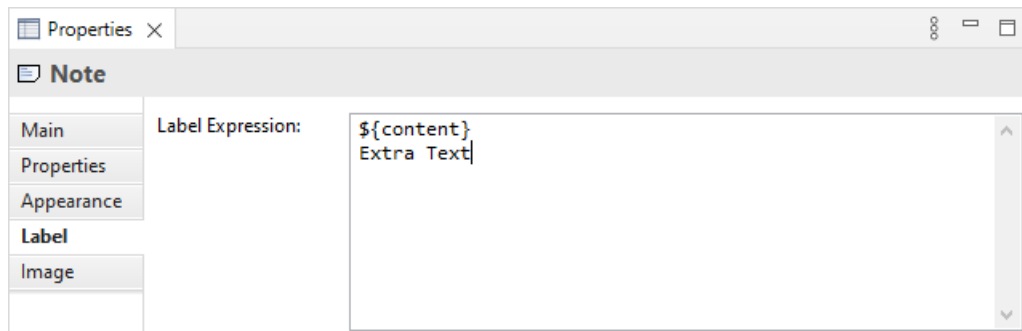 Properties
Note
Main
Properties
Appearance
Label
Image
Label Expression:
${content}
Extra Text